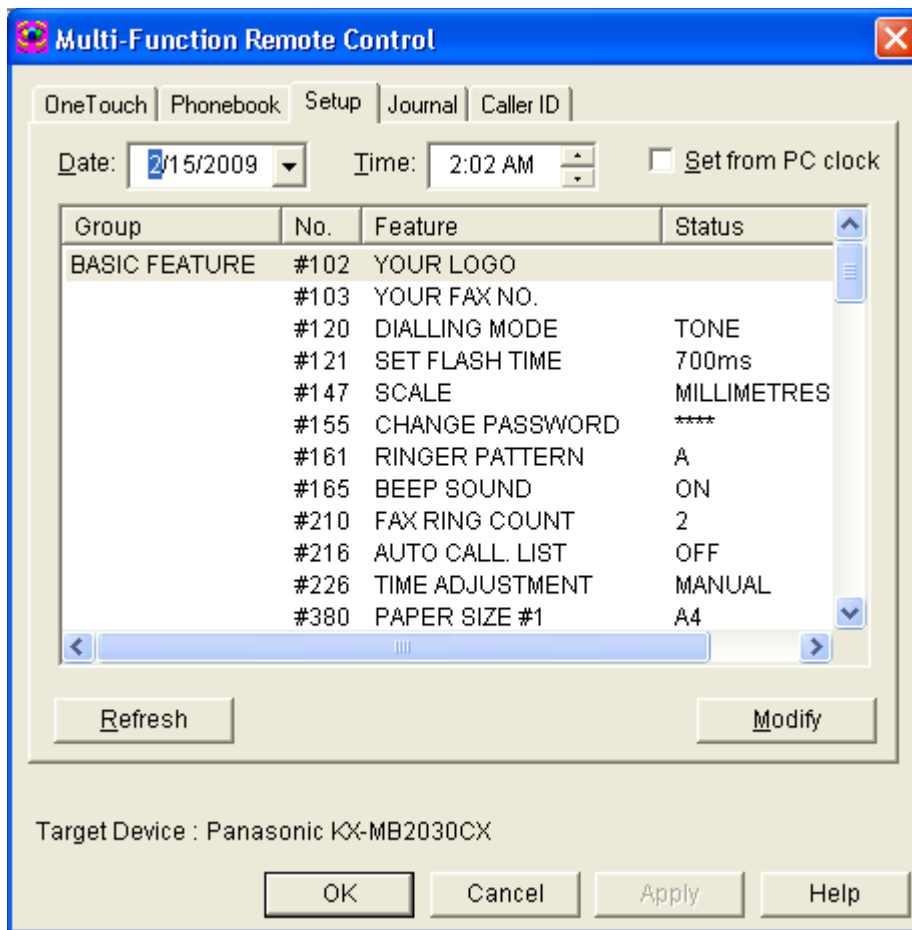 Multi-Function Remote Control
OneTouch Phonebook Setup Journal Caller ID
Date: 2/15/2009 Time: 2:02 AM Set from PC clock
Group No. Feature Status
BASIC FEATURE #102 YOUR LOGO
#103 YOUR FAX NO.
#120 DIALLING MODE TONE
#121 SET FLASH TIME 700ms
#147 SCALE MILLIMETRES
#155 CHANGE PASSWORD ****
#161 RINGER PATTERN A
#165 BEEP SOUND ON
#210 FAX RING COUNT 2
#216 AUTO CALL. LIST OFF
#226 TIME ADJUSTMENT MANUAL
#380 PAPER SIZE #1 A4
Refresh Modify
Target Device : Panasonic KX-MB2030CX
OK Cancel Apply Help